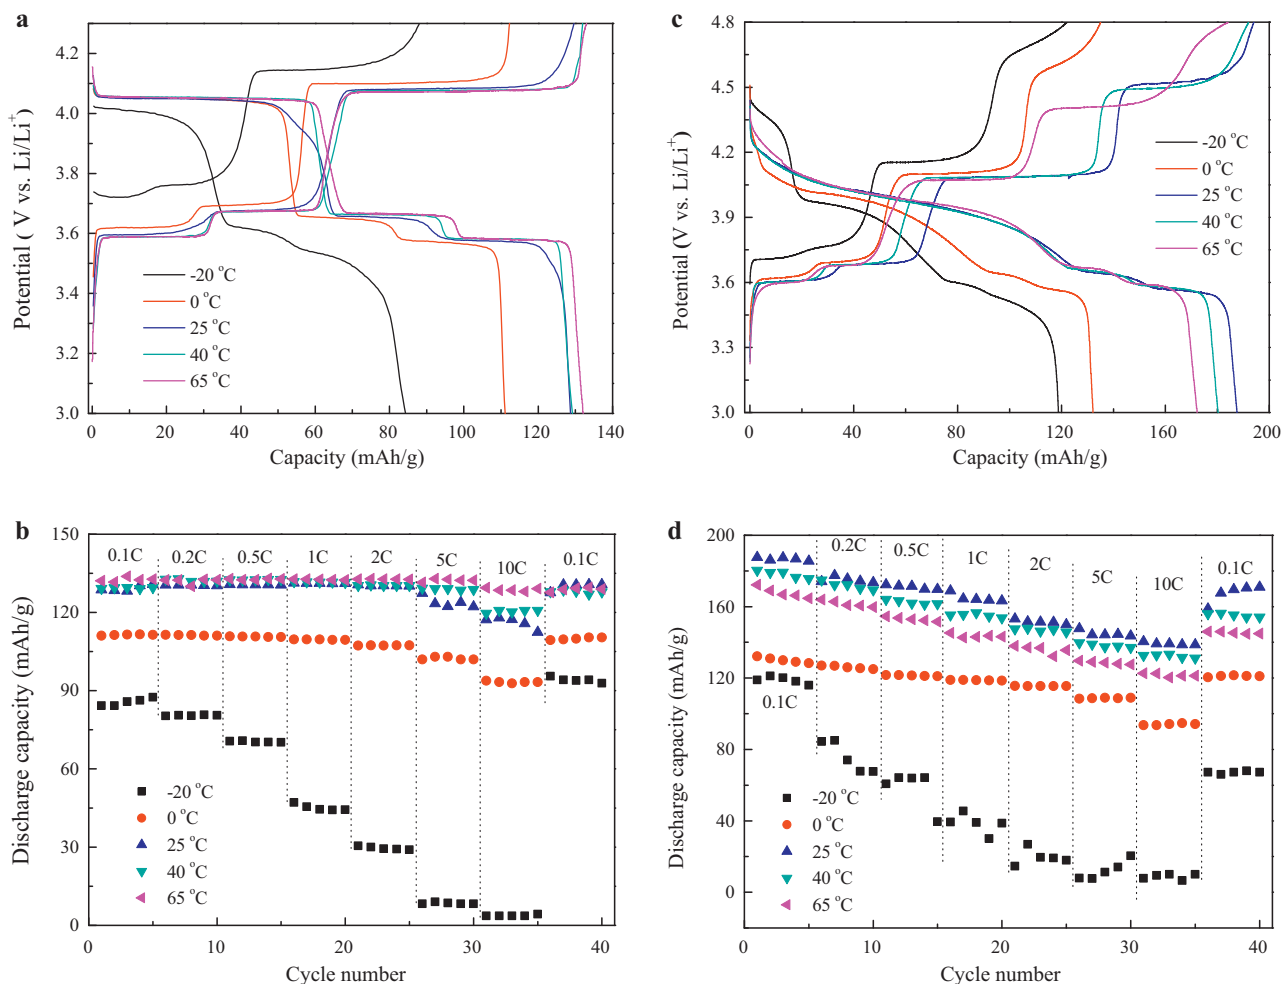 a
Potential ( V vs. Li/Li+
4.2
4.0
3.8
3.6
3.4
3.2
3.0
-20 °C
0 °C
25 °C
40 °C
65 °C
0 20 40 60 80 100 120 140
Capacity (mAh/g)
c
Potential (V vs. Li/Li+)
4.8
4.5
4.2
3.9
3.6
3.3
3.0
-20 °C
0 °C
25 °C
40 °C
65 °C
0 40 80 120 160 200
Capacity (mAh/g)
b
Discharge capacity (mAh/g)
150
120
90
60
30
0
0.1C 0.2C 0.5C 1C 2C 5C 10C 0.1C
-20 °C
0 °C
25 °C
40 °C
65 °C
0 10 20 30 40
Cycle number
d
Discharge capacity (mAh/g)
200
160
120
80
40
0
0.1C 0.2C 0.5C 1C 2C 5C 10C 0.1C
-20 °C
0 °C
25 °C
40 °C
65 °C
0 10 20 30 40
Cycle number